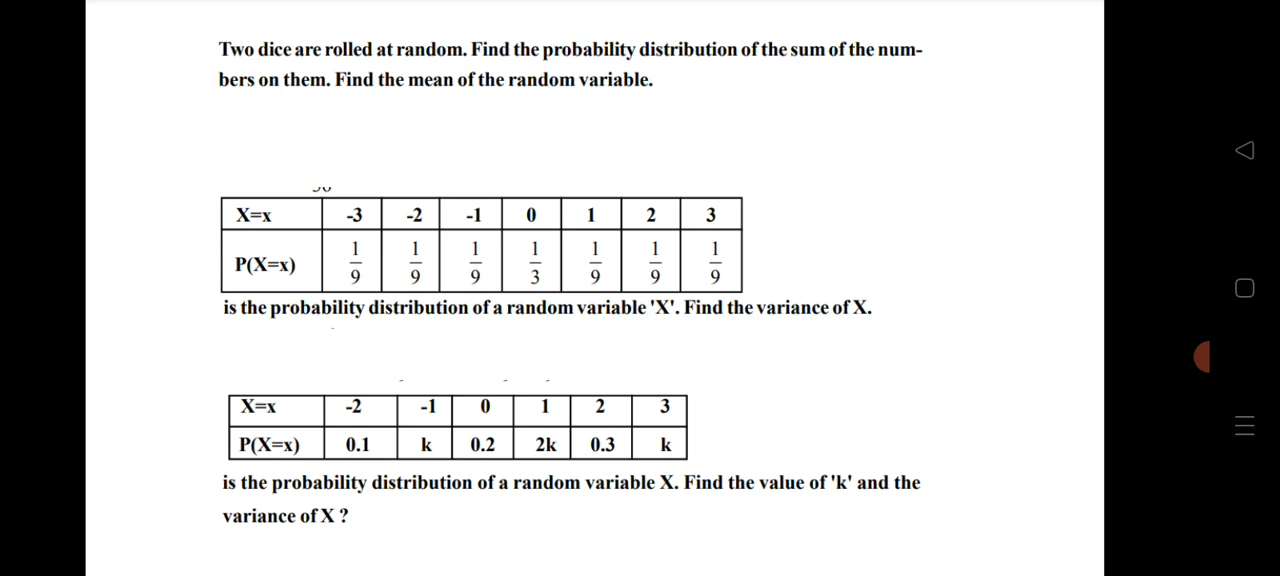 Two dice are rolled at random. Find the probability distribution of the sum of the num-
bers on them. Find the mean of the random variable.
X=x -3 -2 -1 0 1 2 3
P(X=x) 1/9 1/9 1/9 1/3 1/9 1/9 1/9
is the probability distribution of a random variable 'X'. Find the variance of X.
X=x -2 -1 0 1 2 3
P(X=x) 0.1 k 0.2 2k 0.3 k
is the probability distribution of a random variable X. Find the value of 'k' and the
variance of X ?